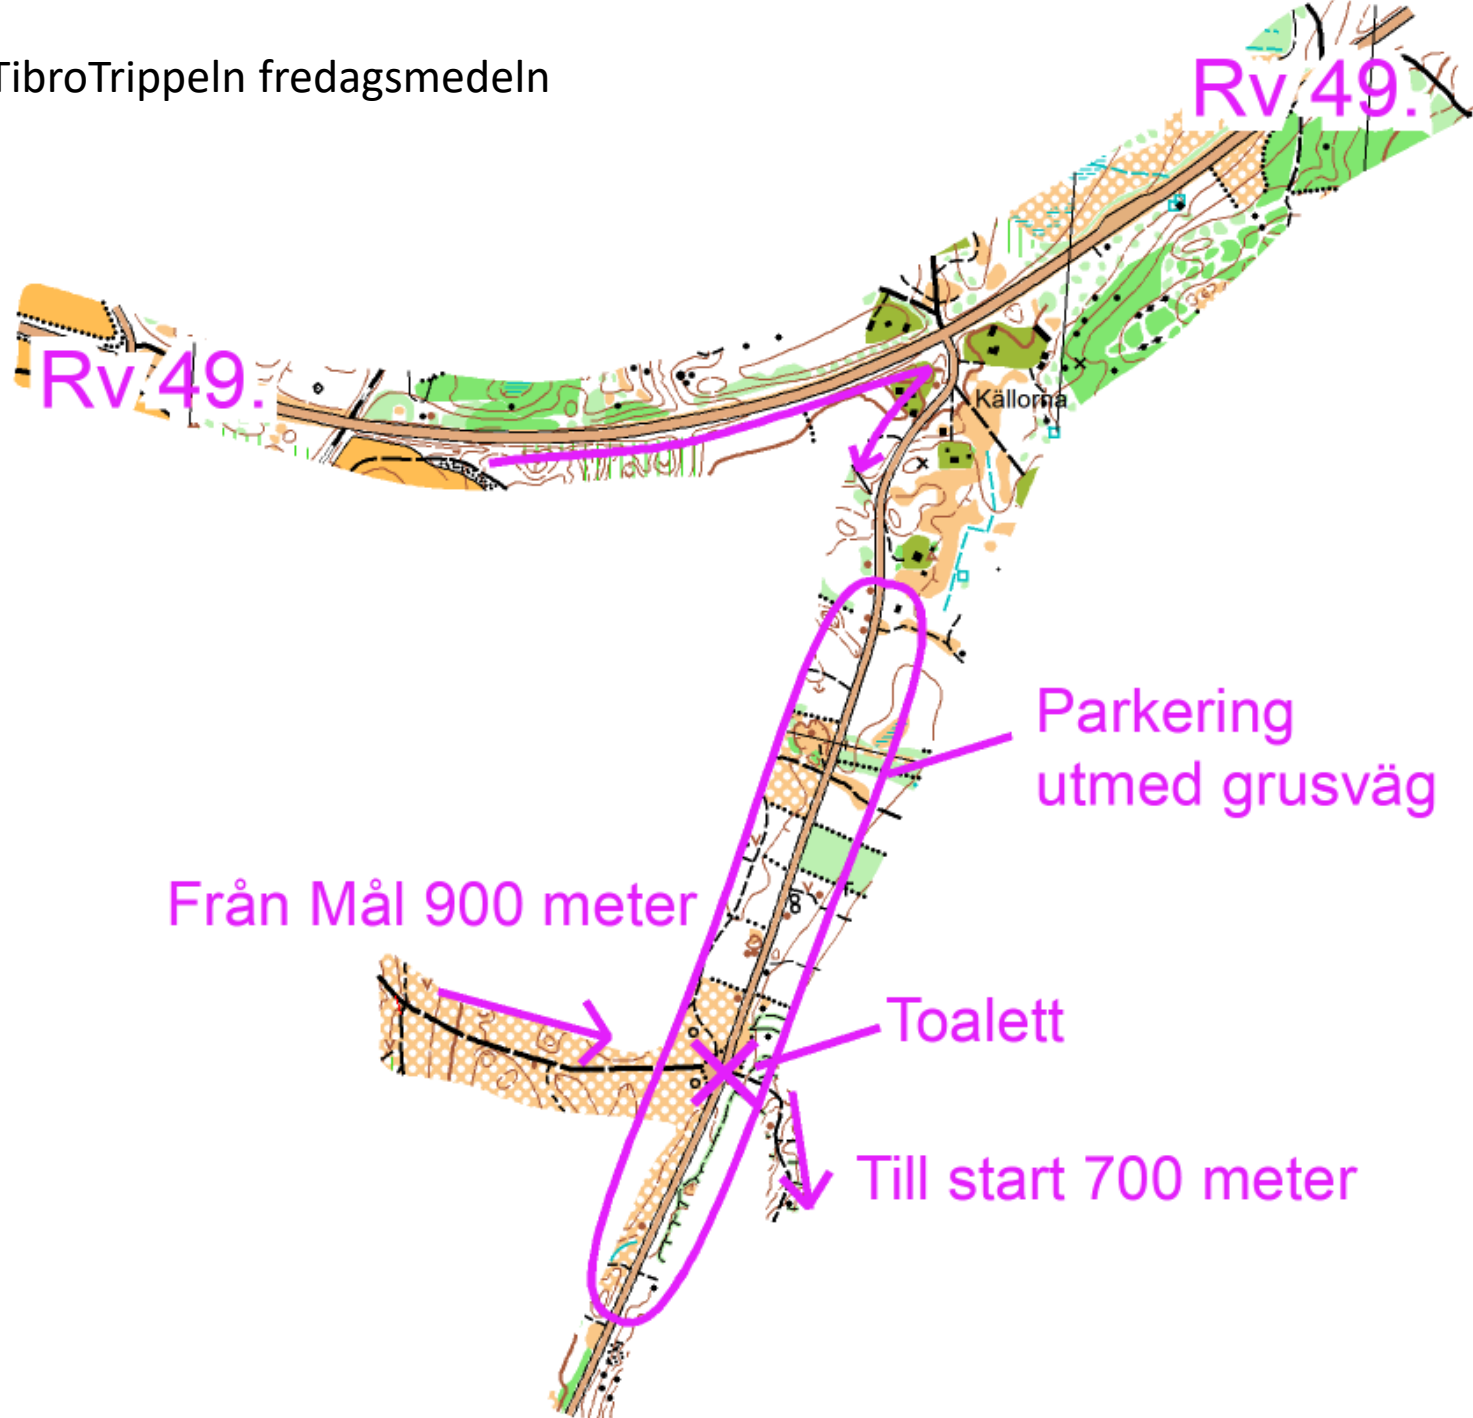 TibroTrippeln fredagsmedeln
Rv 49.
Rv 49.
Källorna
Parkering
utmed grusväg
Från Mål 900 meter
Toalett
Till start 700 meter